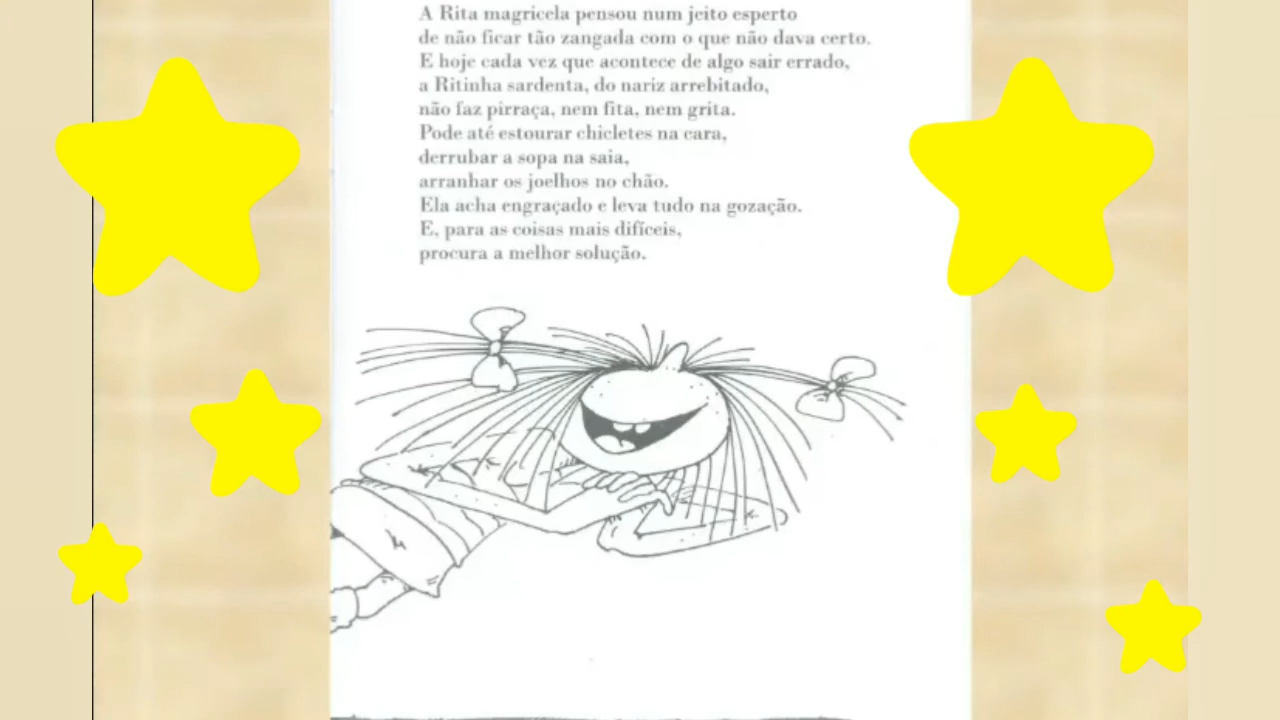 A Rita magricela pensou num jeito esperto
de não ficar tão zangada com o que não dava certo.
E hoje cada vez que acontece de algo sair errado,
a Ritinha sardenta, do nariz arrebitado,
não faz pirraça, nem fita, nem grita.
Pode até estourar chicletes na cara,
derrubar a sopa na saia,
arranhar os joelhos no chão.
Ela acha engraçado e leva tudo na gozação.
E, para as coisas mais difíceis,
procura a melhor solução.